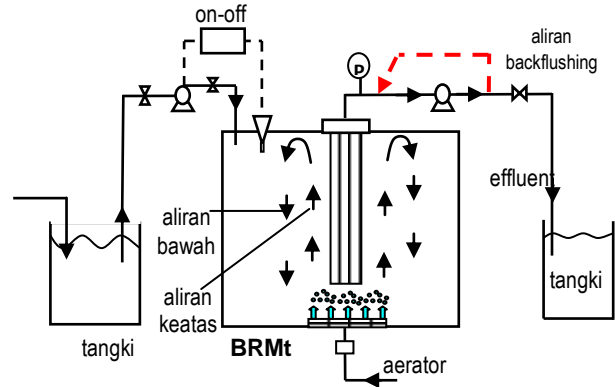 on-off
P
aliran
backflushing
effluent
aliran
bawah
aliran
keatas
tangki
tangki
BRMt
aerator